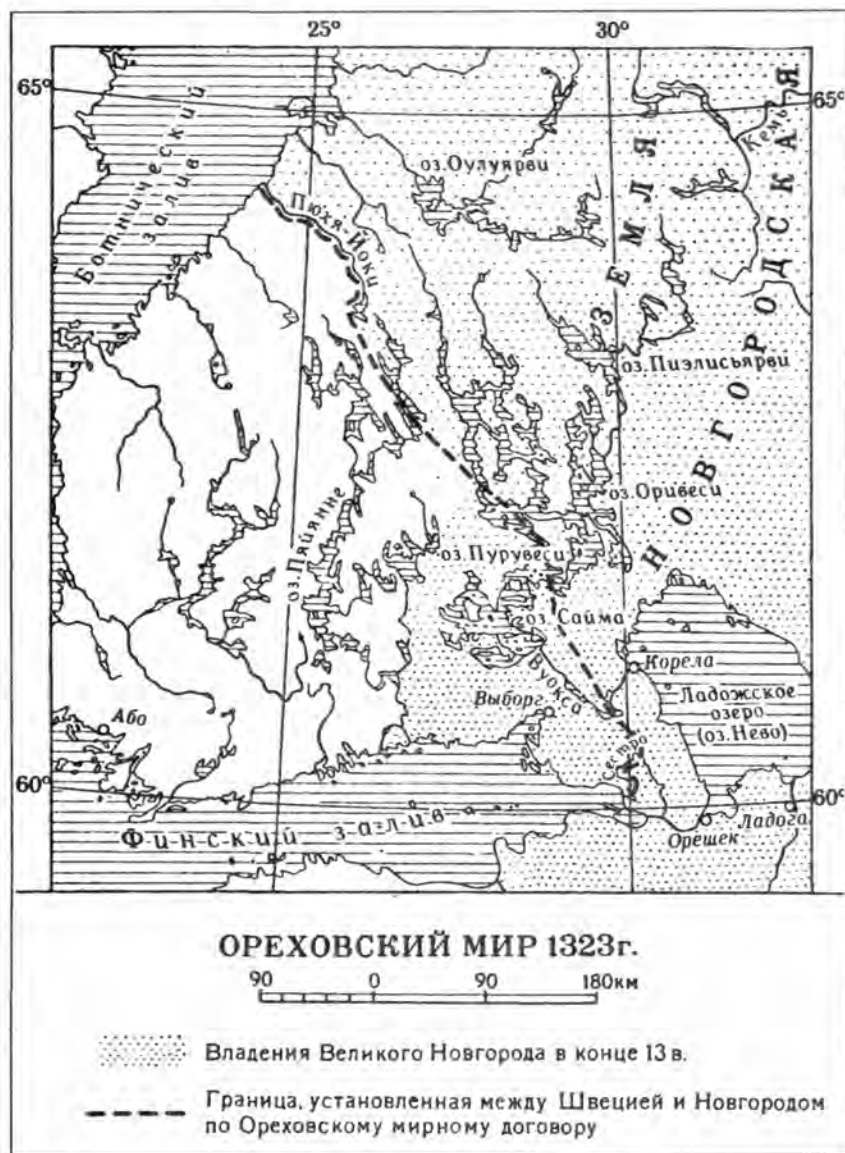 25° 30°
65° 65°
Ботнический
залив
оз. Оулуярви
Кемь
Пюхя-Йоки
ЗЕМЛЯ
НОВГОРОДСКАЯ
оз. Пиэлисъярви
оз. Оривеси
оз. Пяйянне
оз. Пурувеси
оз. Сайма
Вуокса
Корела
Выборг
Ладожское
озеро
(оз. Нево)
Або
Сестра
60° 60°
Финский залив
Орешек
Ладога
ОРЕХОВСКИЙ МИР 1323г.
90 0 90 180км
Владения Великого Новгорода в конце 13 в.
Граница, установленная между Швецией и Новгородом
по Ореховскому мирному договору